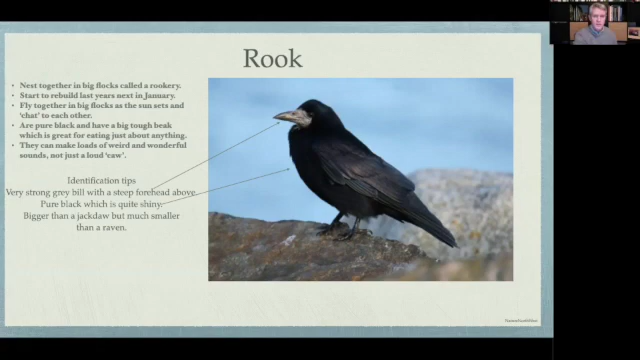 Rook
• Nest together in big flocks called a rookery.
• Start to rebuild last years next in January.
• Fly together in big flocks as the sun sets and
‘chat’ to each other.
• Are pure black and have a big tough beak
which is great for eating just about anything.
• They can make loads of weird and wonderful
sounds, not just a loud ‘caw’.
Identification tips
Very strong grey bill with a steep forehead above.
Pure black which is quite shiny.
Bigger than a jackdaw but much smaller
than a raven.